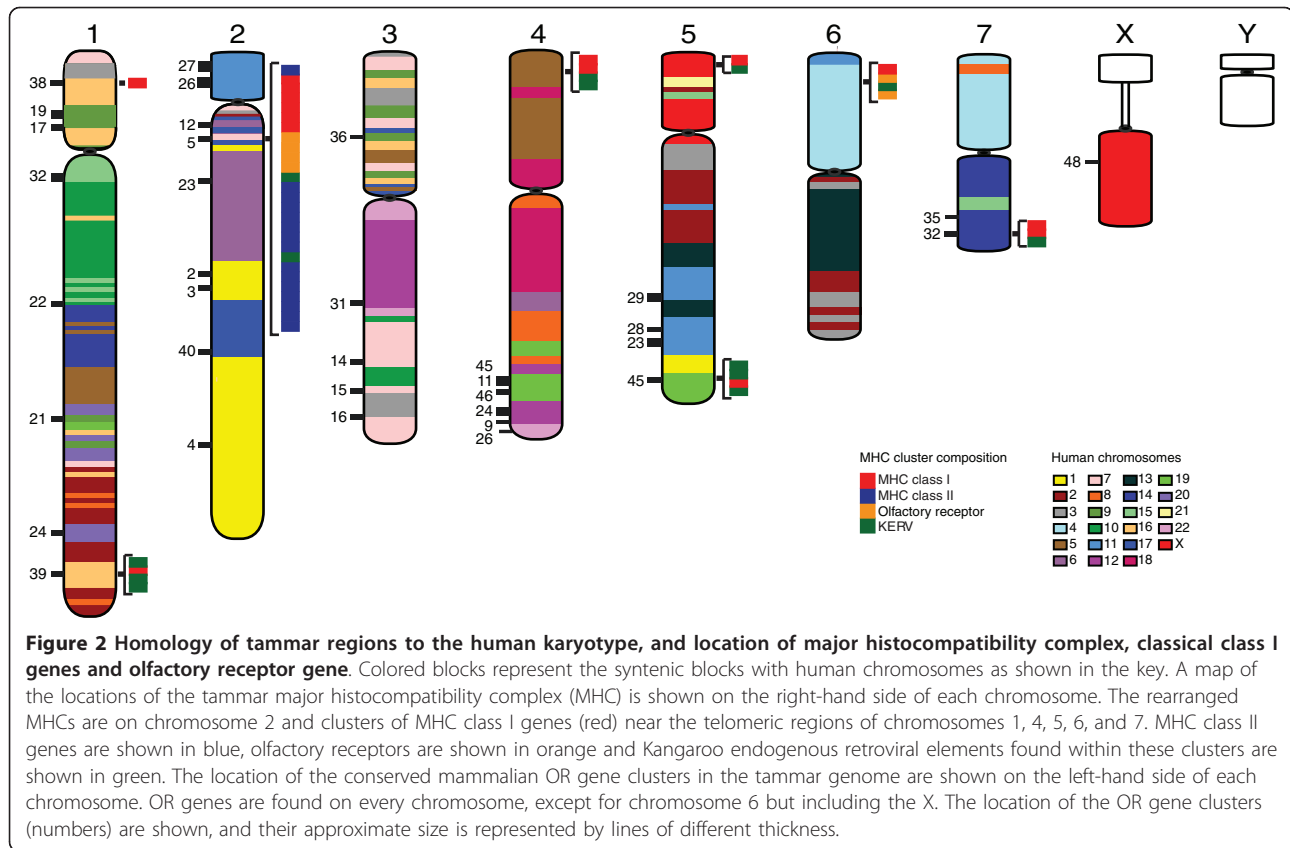 1
2
3
4
5
6
7
X
Y
38
19
17
32
22
21
24
39
27
26
12
5
23
2
3
40
4
36
31
14
15
16
45
11
46
24
9
26
29
28
23
45
35
32
48
MHC cluster composition
MHC class I
MHC class II
Olfactory receptor
KERV
Human chromosomes
1 7 13 19
2 8 14 20
3 9 15 21
4 10 16 22
5 11 17 X
6 12 18
Figure 2 Homology of tammar regions to the human karyotype, and location of major histocompatibility complex, classical class I
genes and olfactory receptor gene. Colored blocks represent the syntenic blocks with human chromosomes as shown in the key. A map of
the locations of the tammar major histocompatibility complex (MHC) is shown on the right-hand side of each chromosome. The rearranged
MHCs are on chromosome 2 and clusters of MHC class I genes (red) near the telomeric regions of chromosomes 1, 4, 5, 6, and 7. MHC class II
genes are shown in blue, olfactory receptors are shown in orange and Kangaroo endogenous retroviral elements found within these clusters are
shown in green. The location of the conserved mammalian OR gene clusters in the tammar genome are shown on the left-hand side of each
chromosome. OR genes are found on every chromosome, except for chromosome 6 but including the X. The location of the OR gene clusters
(numbers) are shown, and their approximate size is represented by lines of different thickness.